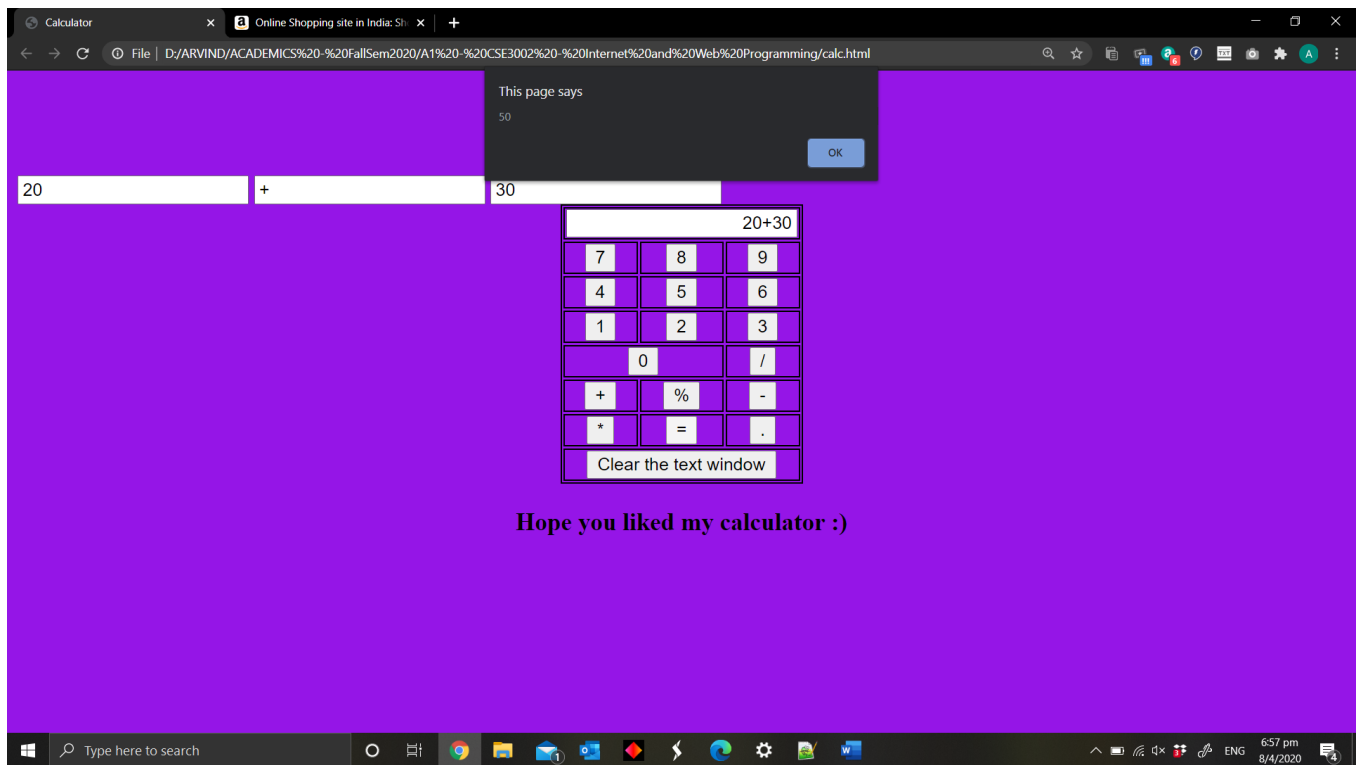 Calculator
Online Shopping site in India: Sh
File | D:/ARVIND/ACADEMICS%20-%20FallSem2020/A1%20-%20CSE3002%20-%20Internet%20and%20Web%20Programming/calc.html
A
This page says
50
OK
20 + 30
20+30
7 8 9
4 5 6
1 2 3
0 /
+ % -
* = .
Clear the text window
Hope you liked my calculator :)
Type here to search
ENG
6:57 pm
8/4/2020